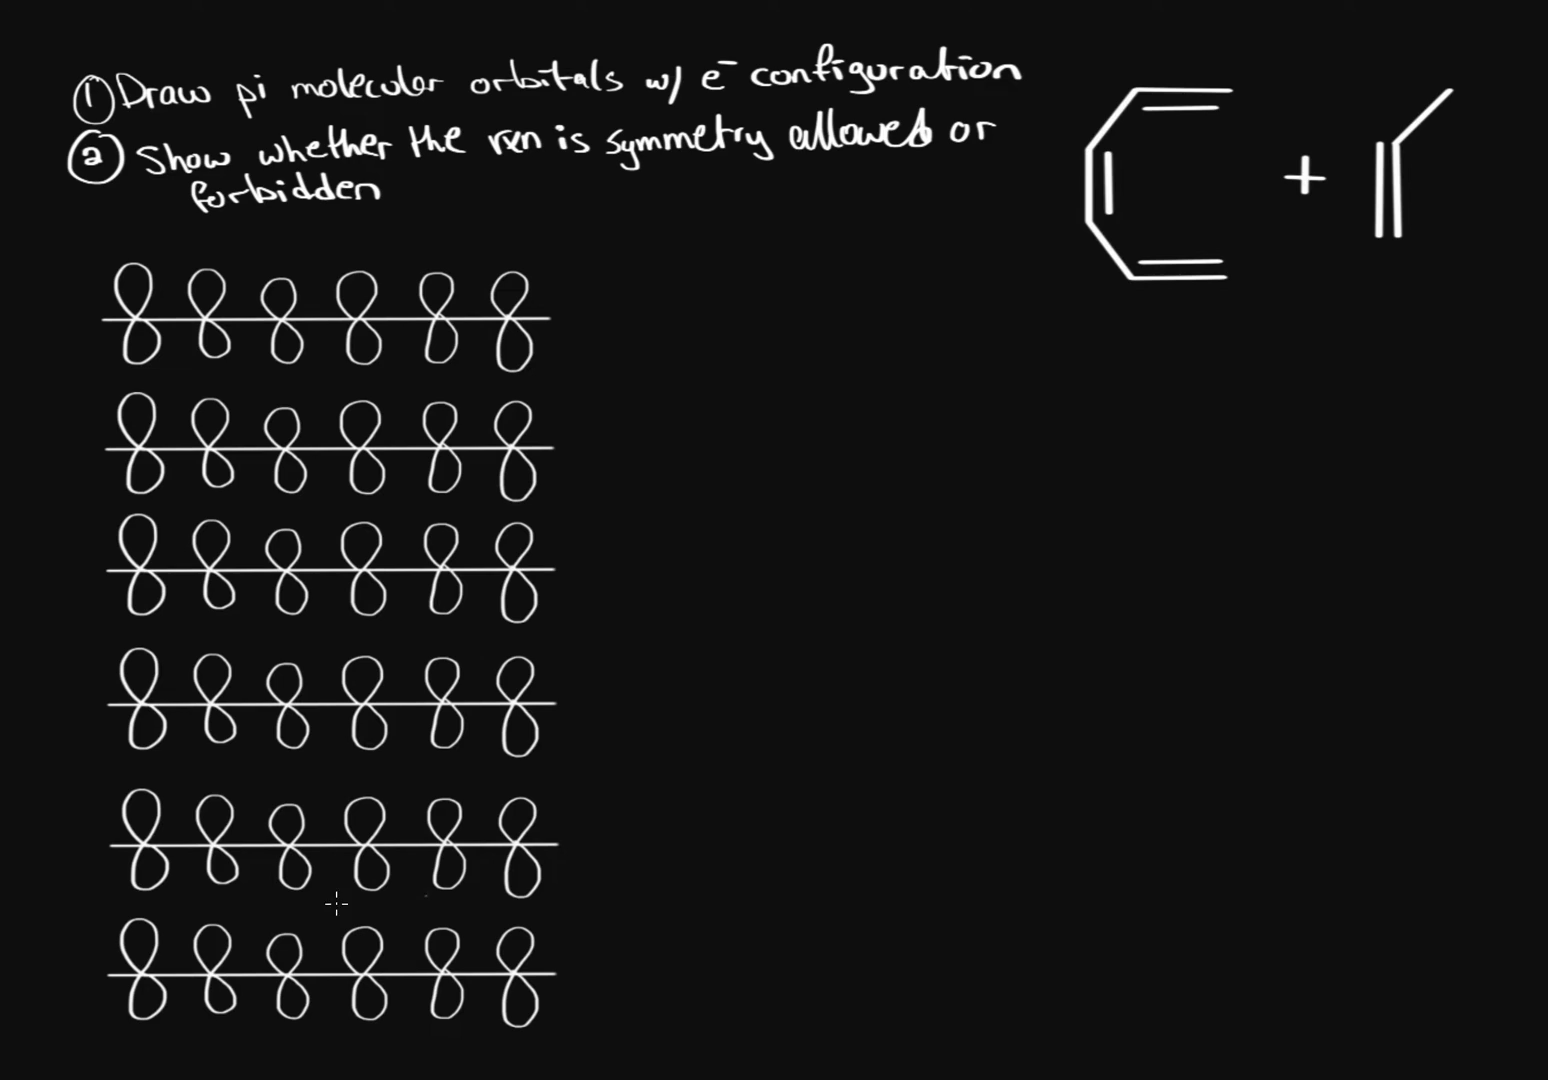 ① Draw pi molecular orbitals w/ e⁻ configuration
② Show whether the rxn is symmetry allowed or
forbidden
+